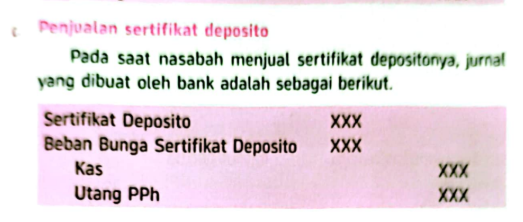 c. Penjualan sertifikat deposito
Pada saat nasabah menjual sertifikat depositonya, jurnal
yang dibuat oleh bank adalah sebagai berikut.
Sertifikat Deposito XXX
Beban Bunga Sertifikat Deposito XXX
Kas XXX
Utang PPh XXX